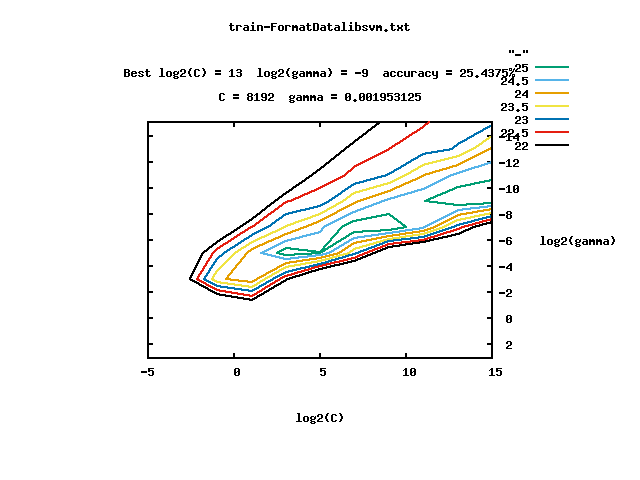 train-FormatDatalibsvm.txt
"-"
Best log2(C) = 13  log2(gamma) = -9  accuracy = 25.4375%
25
24.5
C = 8192  gamma = 0.001953125
24
23.5
23
22.5
22
-14
-12
-10
-8
-6
log2(gamma)
-4
-2
0
2
-5 0 5 10 15
log2(C)